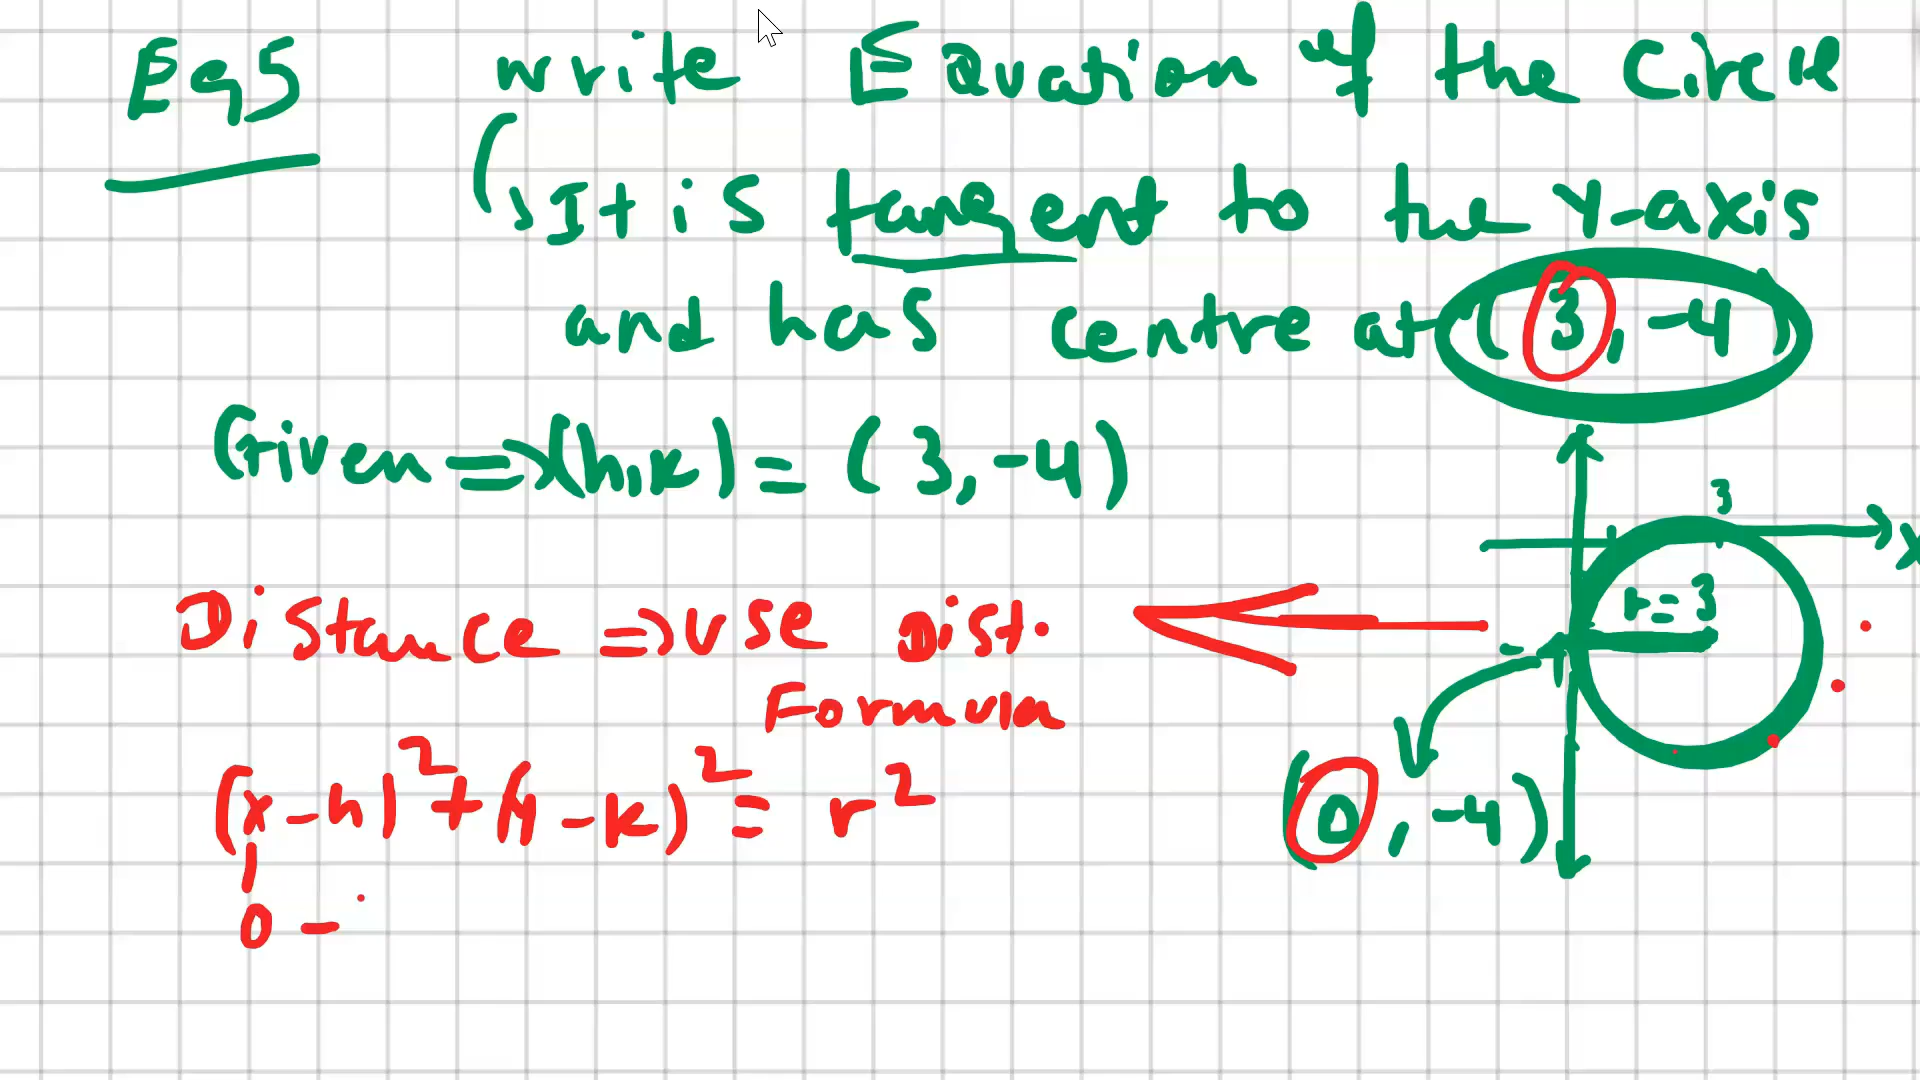 Eg5 write Equation of the Circle
It is tangent to the Y-axis
and has centre at (3, -4)
Given ⇒ (h,k) = (3, -4)
3
x
r = 3
Distance ⇒ use Dist.
Formula
(x-h)² + (y-k)² = r²
(0, -4)
0 -